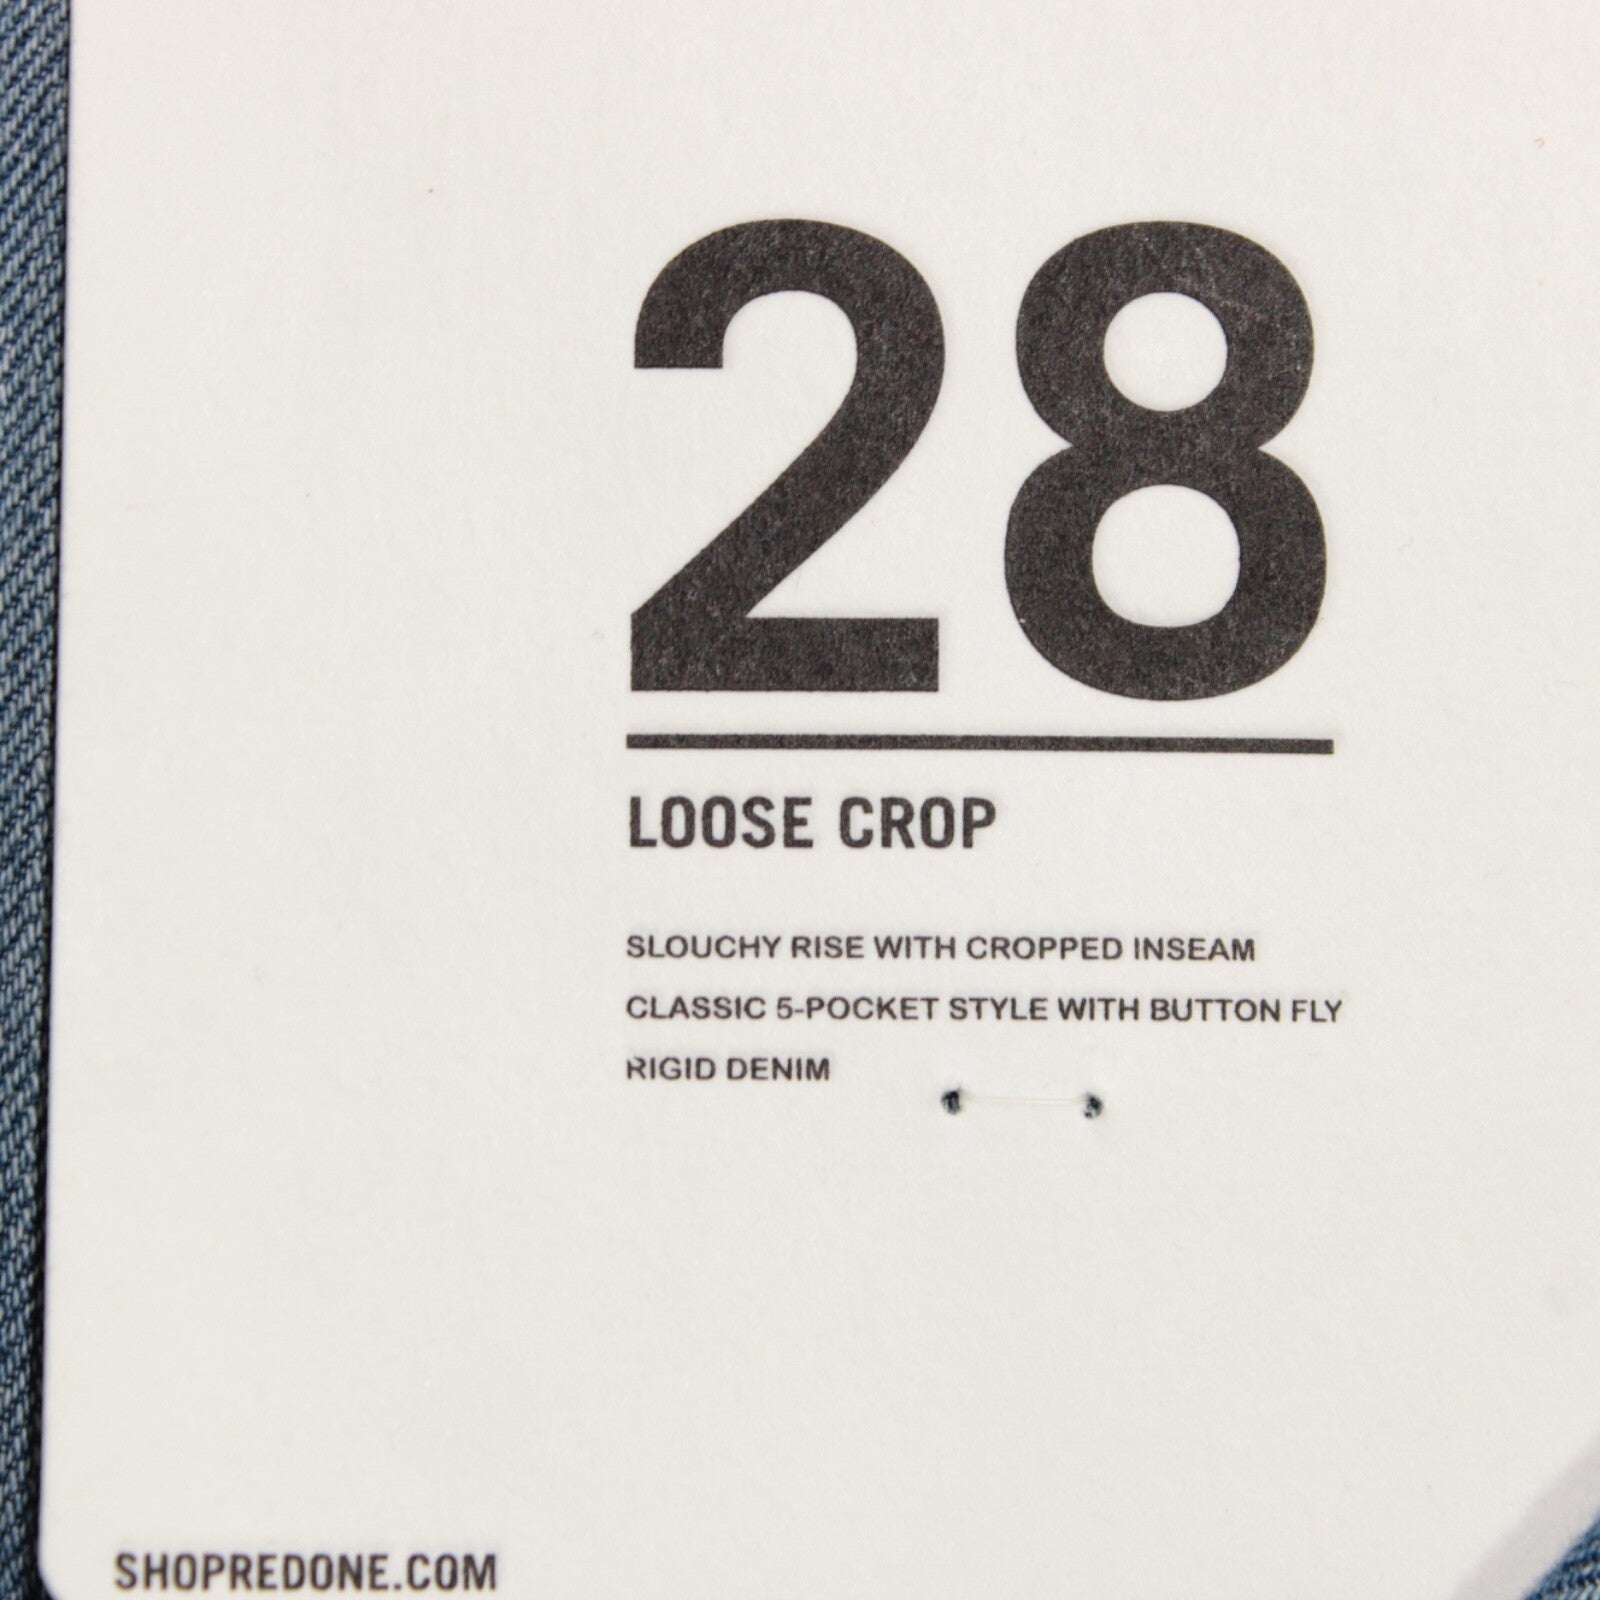 28
LOOSE CROP
SLOUCHY RISE WITH CROPPED INSEAM
CLASSIC 5-POCKET STYLE WITH BUTTON FLY
RIGID DENIM
SHOPREDONE.COM